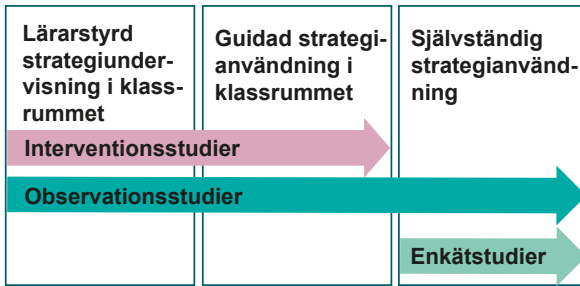 Lärarstyrd
strategiunder-
visning i klass-
rummet
Guidad strategi-
användning i
klassrummet
Självständig
strategianvänd-
ning
Interventionsstudier
Observationsstudier
Enkätstudier